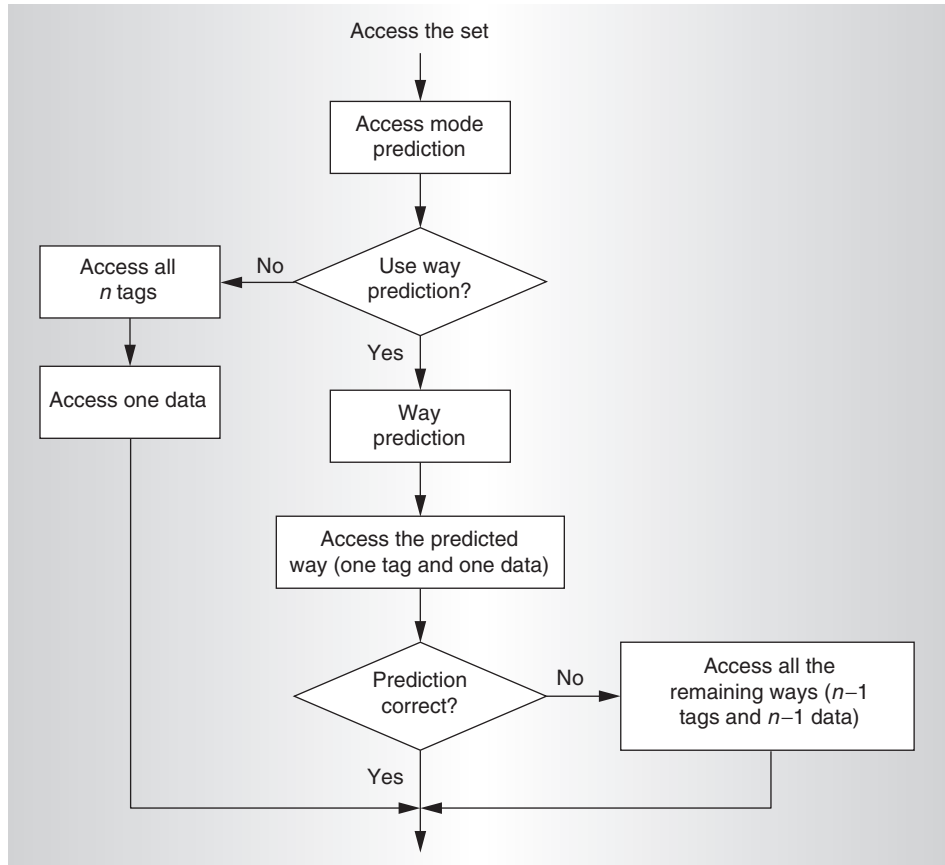 Access the set
Access mode
prediction
Use way
prediction?
No
Access all
n tags
Access one data
Yes
Way
prediction
Access the predicted
way (one tag and one data)
Prediction
correct?
No
Access all the
remaining ways (n−1
tags and n−1 data)
Yes